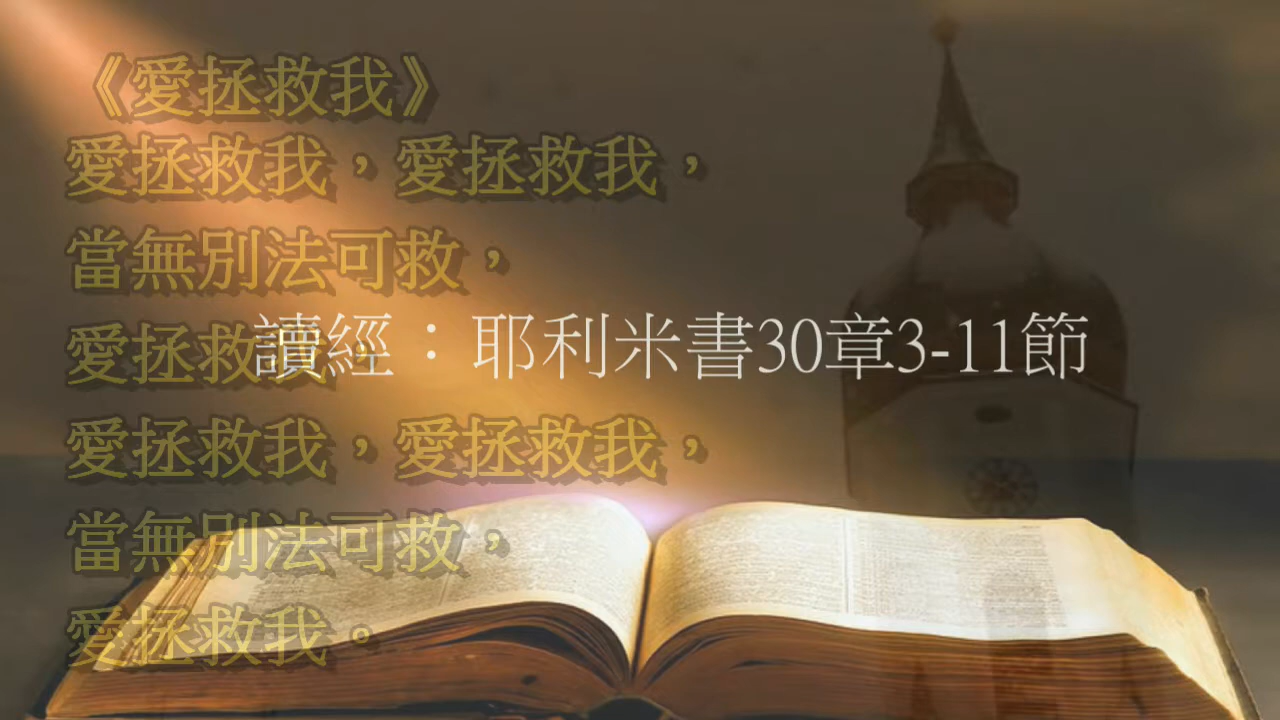 《愛拯救我》
愛拯救我，愛拯救我，
當無別法可救，
讀經：耶利米書30章3-11節
愛拯救我，
愛拯救我，愛拯救我，
當無別法可救，
愛拯救我。